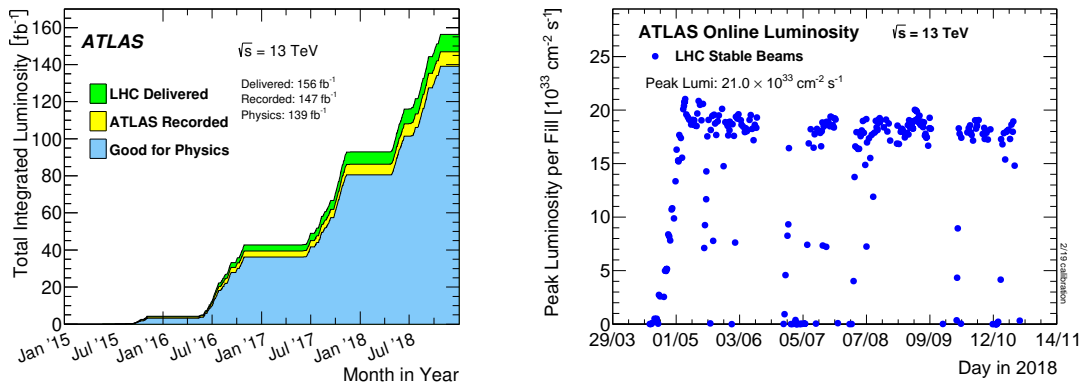 Total Integrated Luminosity [fb⁻¹]
160
140
120
100
80
60
40
20
0
ATLAS
√s = 13 TeV
Delivered: 156 fb⁻¹
Recorded: 147 fb⁻¹
Physics: 139 fb⁻¹
LHC Delivered
ATLAS Recorded
Good for Physics
Jan '15
Jul '15
Jan '16
Jul '16
Jan '17
Jul '17
Jan '18
Jul '18
Month in Year
Peak Luminosity per Fill [10³³ cm⁻² s⁻¹]
25
20
15
10
5
0
ATLAS Online Luminosity √s = 13 TeV
LHC Stable Beams
Peak Lumi: 21.0 × 10³³ cm⁻² s⁻¹
2/19 calibration
29/03
01/05
03/06
05/07
07/08
09/09
12/10
14/11
Day in 2018